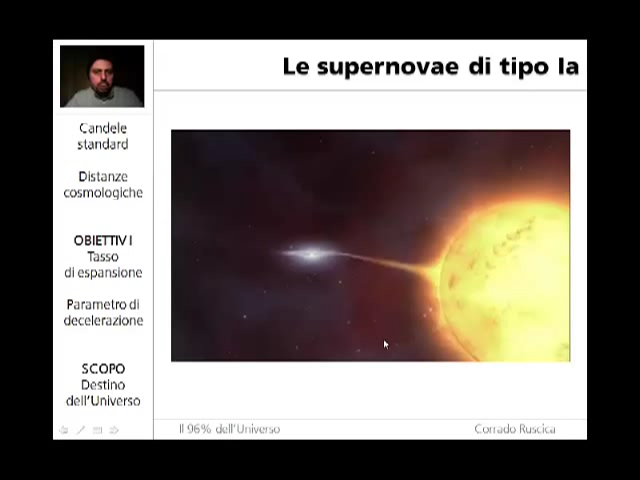 Le supernovae di tipo Ia
Candele
standard
Distanze
cosmologiche
OBIETTIVI
Tasso
di espansione
Parametro di
decelerazione
SCOPO
Destino
dell'Universo
Il 96% dell'Universo
Corrado Ruscica